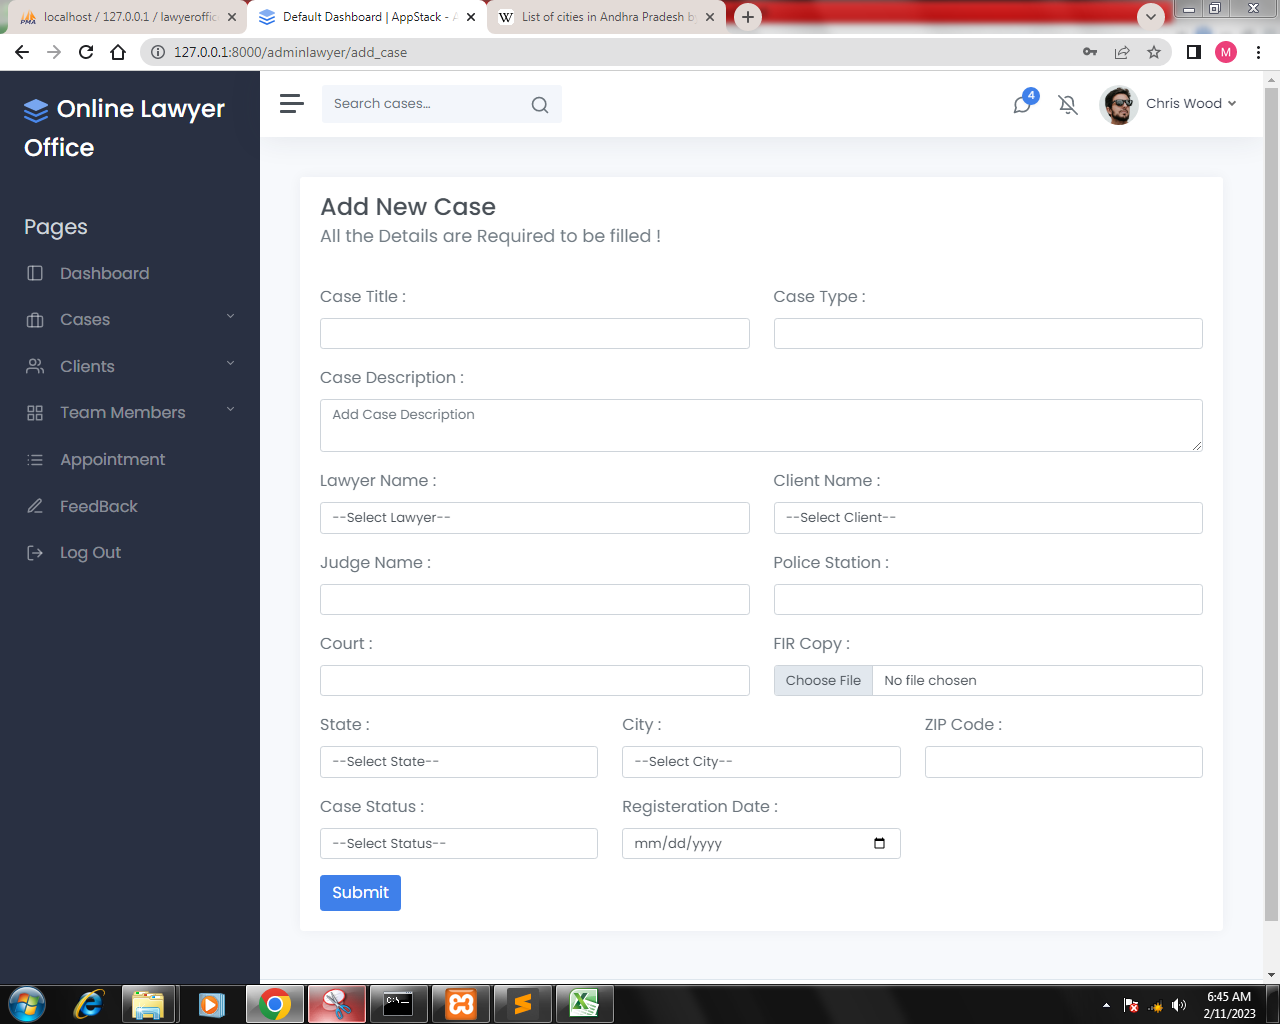 localhost / 127.0.0.1 / lawyeroffic
Default Dashboard | AppStack - A
List of cities in Andhra Pradesh by
127.0.0.1:8000/adminlawyer/add_case
M
Online Lawyer
Office
Search cases...
4
Chris Wood
Pages
Dashboard
Cases
Clients
Team Members
Appointment
FeedBack
Log Out
Add New Case
All the Details are Required to be filled !
Case Title :
Case Type :
Case Description :
Add Case Description
Lawyer Name :
Client Name :
--Select Lawyer--
--Select Client--
Judge Name :
Police Station :
Court :
FIR Copy :
Choose File
No file chosen
State :
City :
ZIP Code :
--Select State--
--Select City--
Case Status :
Registeration Date :
--Select Status--
mm/dd/yyyy
Submit
6:45 AM
2/11/2023